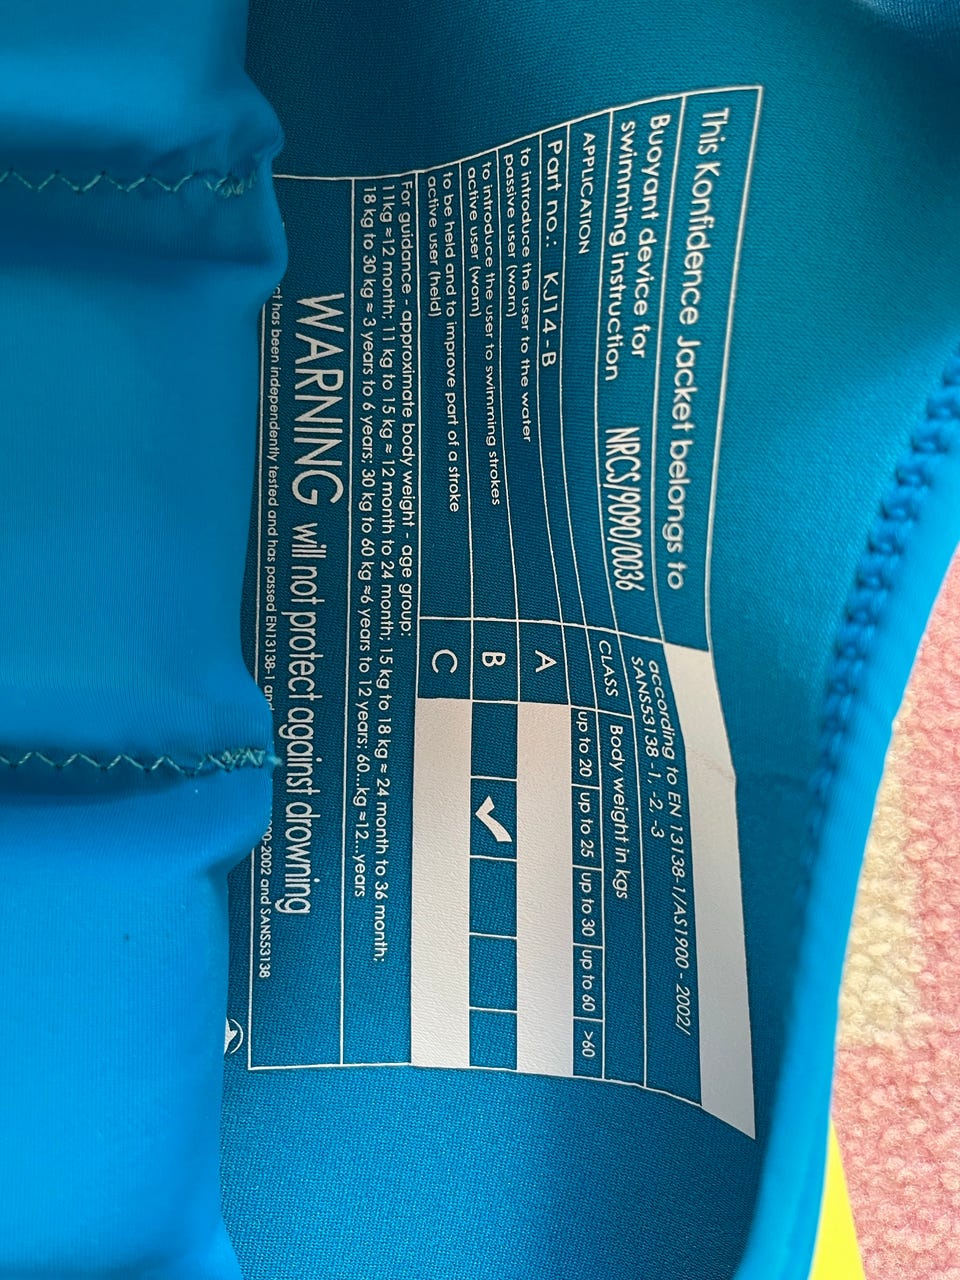 This Konfidence Jacket belongs to
Buoyant device for
swimming instruction
NRCS/9090/0036
according to EN 13138-1/AS1900 - 2002/
SANS53138 -1, -2, -3
APPLICATION
CLASS
Body weight in kgs
Part no.: KJ14 - B
up to 20
up to 25
up to 30
up to 60
>60
to introduce the user to the water
passive user (worn)
A
to introduce the user to swimming strokes
active user (worn)
B
✓
to be held and to improve part of a stroke
active user (held)
C
For guidance - approximate body weight - age group:
11kg ≈12 month; 11 kg to 15 kg ≈ 12 month to 24 month; 15 kg to 18 kg ≈ 24 month to 36 month;
18 kg to 30 kg ≈ 3 years to 6 years; 30 kg to 60 kg ≈6 years to 12 years; 60...kg ≈12...years
WARNING will not protect against drowning
has been independently tested and has passed EN13138-1 and 2002 and SANS53138